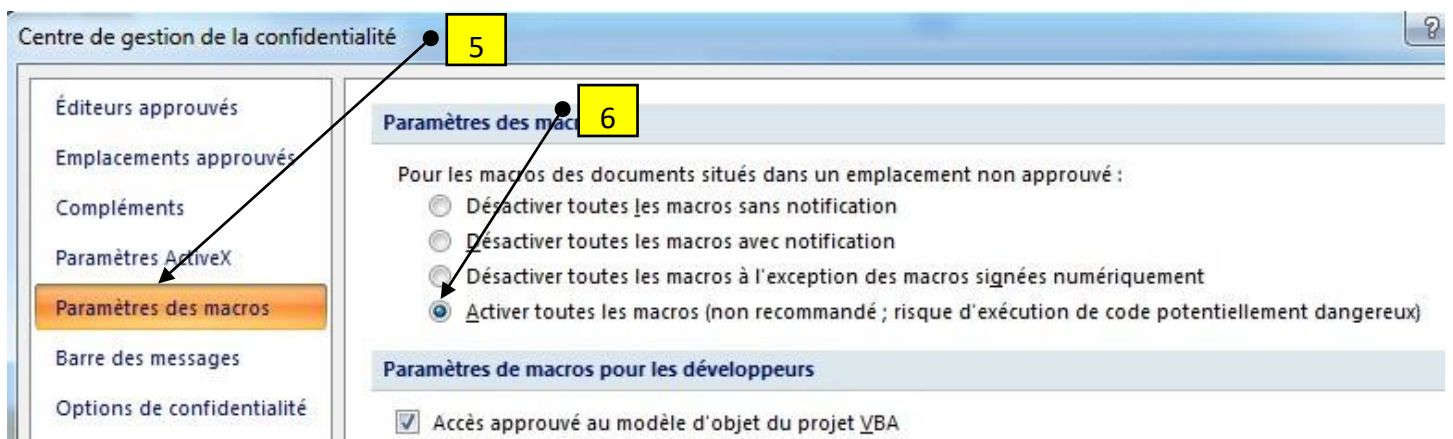 Centre de gestion de la confidentialité
5
Éditeurs approuvés
Emplacements approuvés
Compléments
Paramètres ActiveX
Paramètres des macros
Barre des messages
Options de confidentialité
6
Paramètres des mac
Pour les macros des documents situés dans un emplacement non approuvé :
Désactiver toutes les macros sans notification
Désactiver toutes les macros avec notification
Désactiver toutes les macros à l'exception des macros signées numériquement
Activer toutes les macros (non recommandé ; risque d'exécution de code potentiellement dangereux)
Paramètres de macros pour les développeurs
Accès approuvé au modèle d'objet du projet VBA